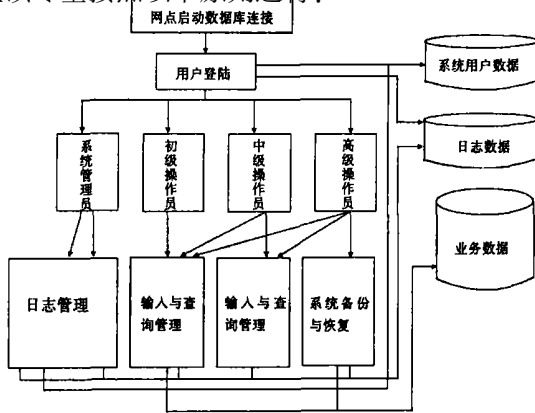 网点启动数据库连接
用户登陆
系统用户数据
日志数据
业务数据
系统管理员
初级操作员
中级操作员
高级操作员
日志管理
输入与查
询管理
输入与查
询管理
系统备份
与恢复